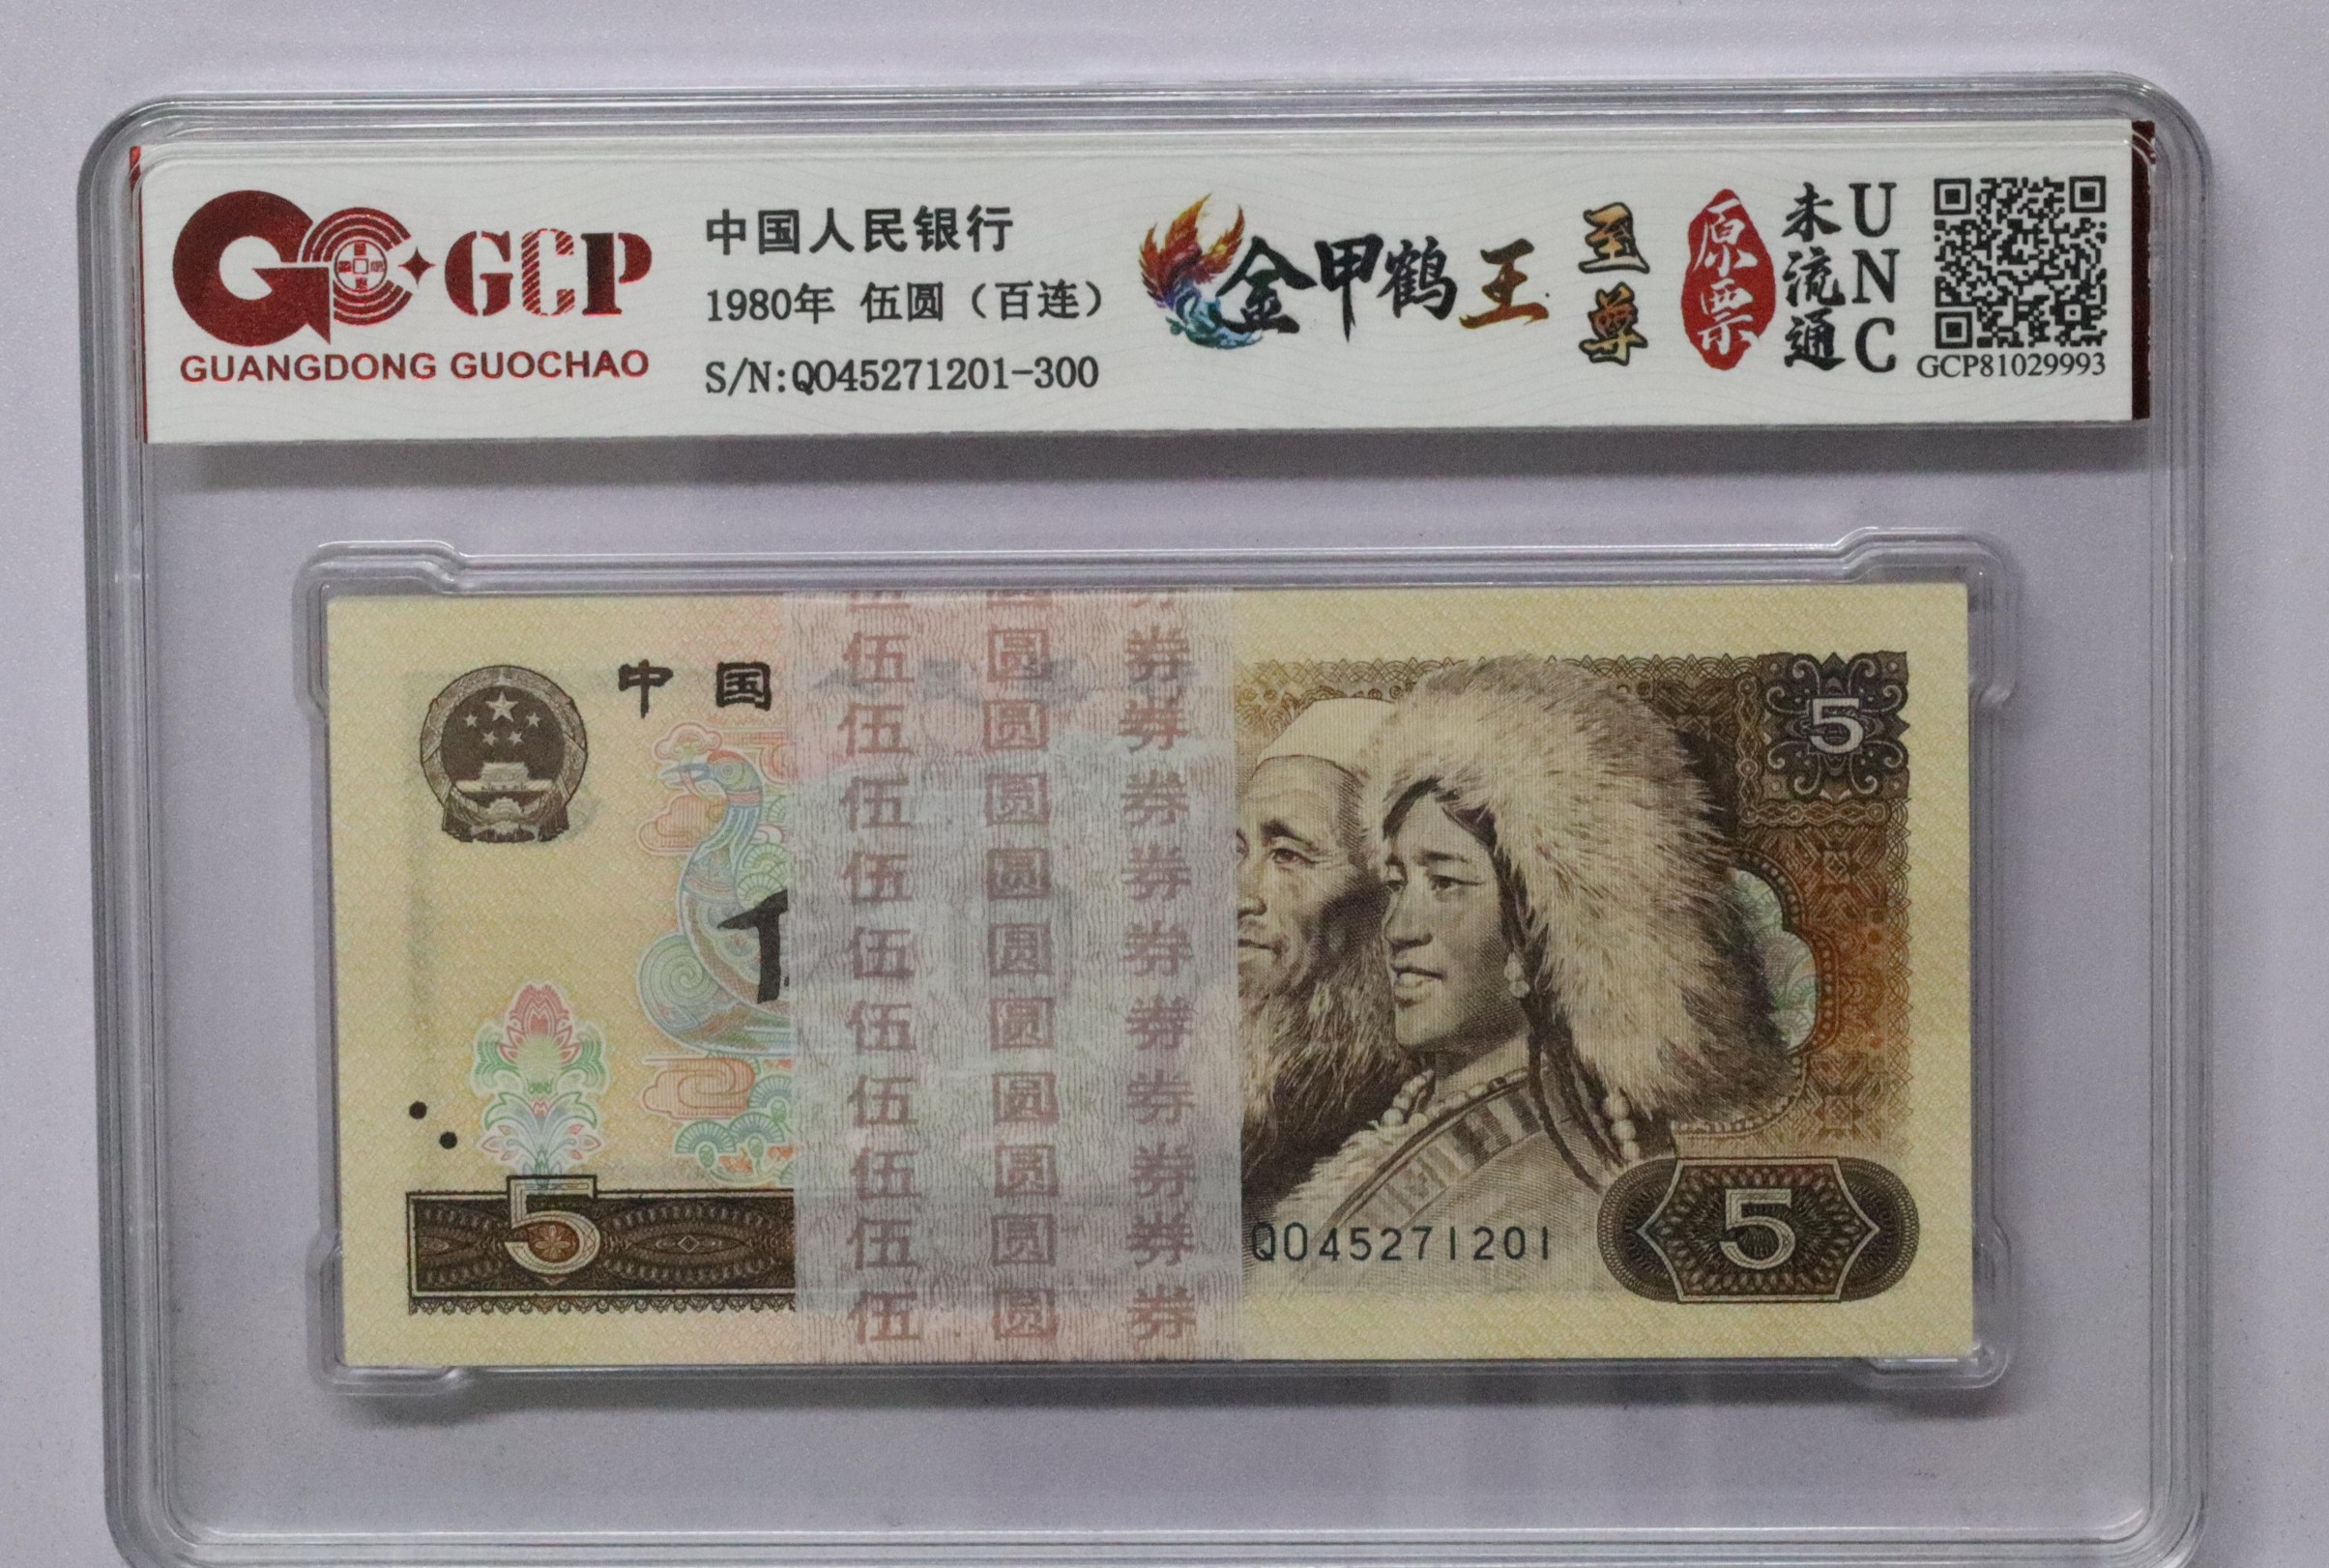 GCP
GUANGDONG GUOCHAO
中国人民银行
1980年 伍圆（百连）
S/N:QO45271201-300
金甲鹤王
至尊
原票
未流通
UNC
GCP81029993
中国
5
伍 圆 券
伍 圆 券
伍 圆 券
伍 圆 券
伍 圆 券
伍 圆 券
伍 圆 券
伍 圆 券
伍 圆 券
伍 圆 券
5
QO45271201
5